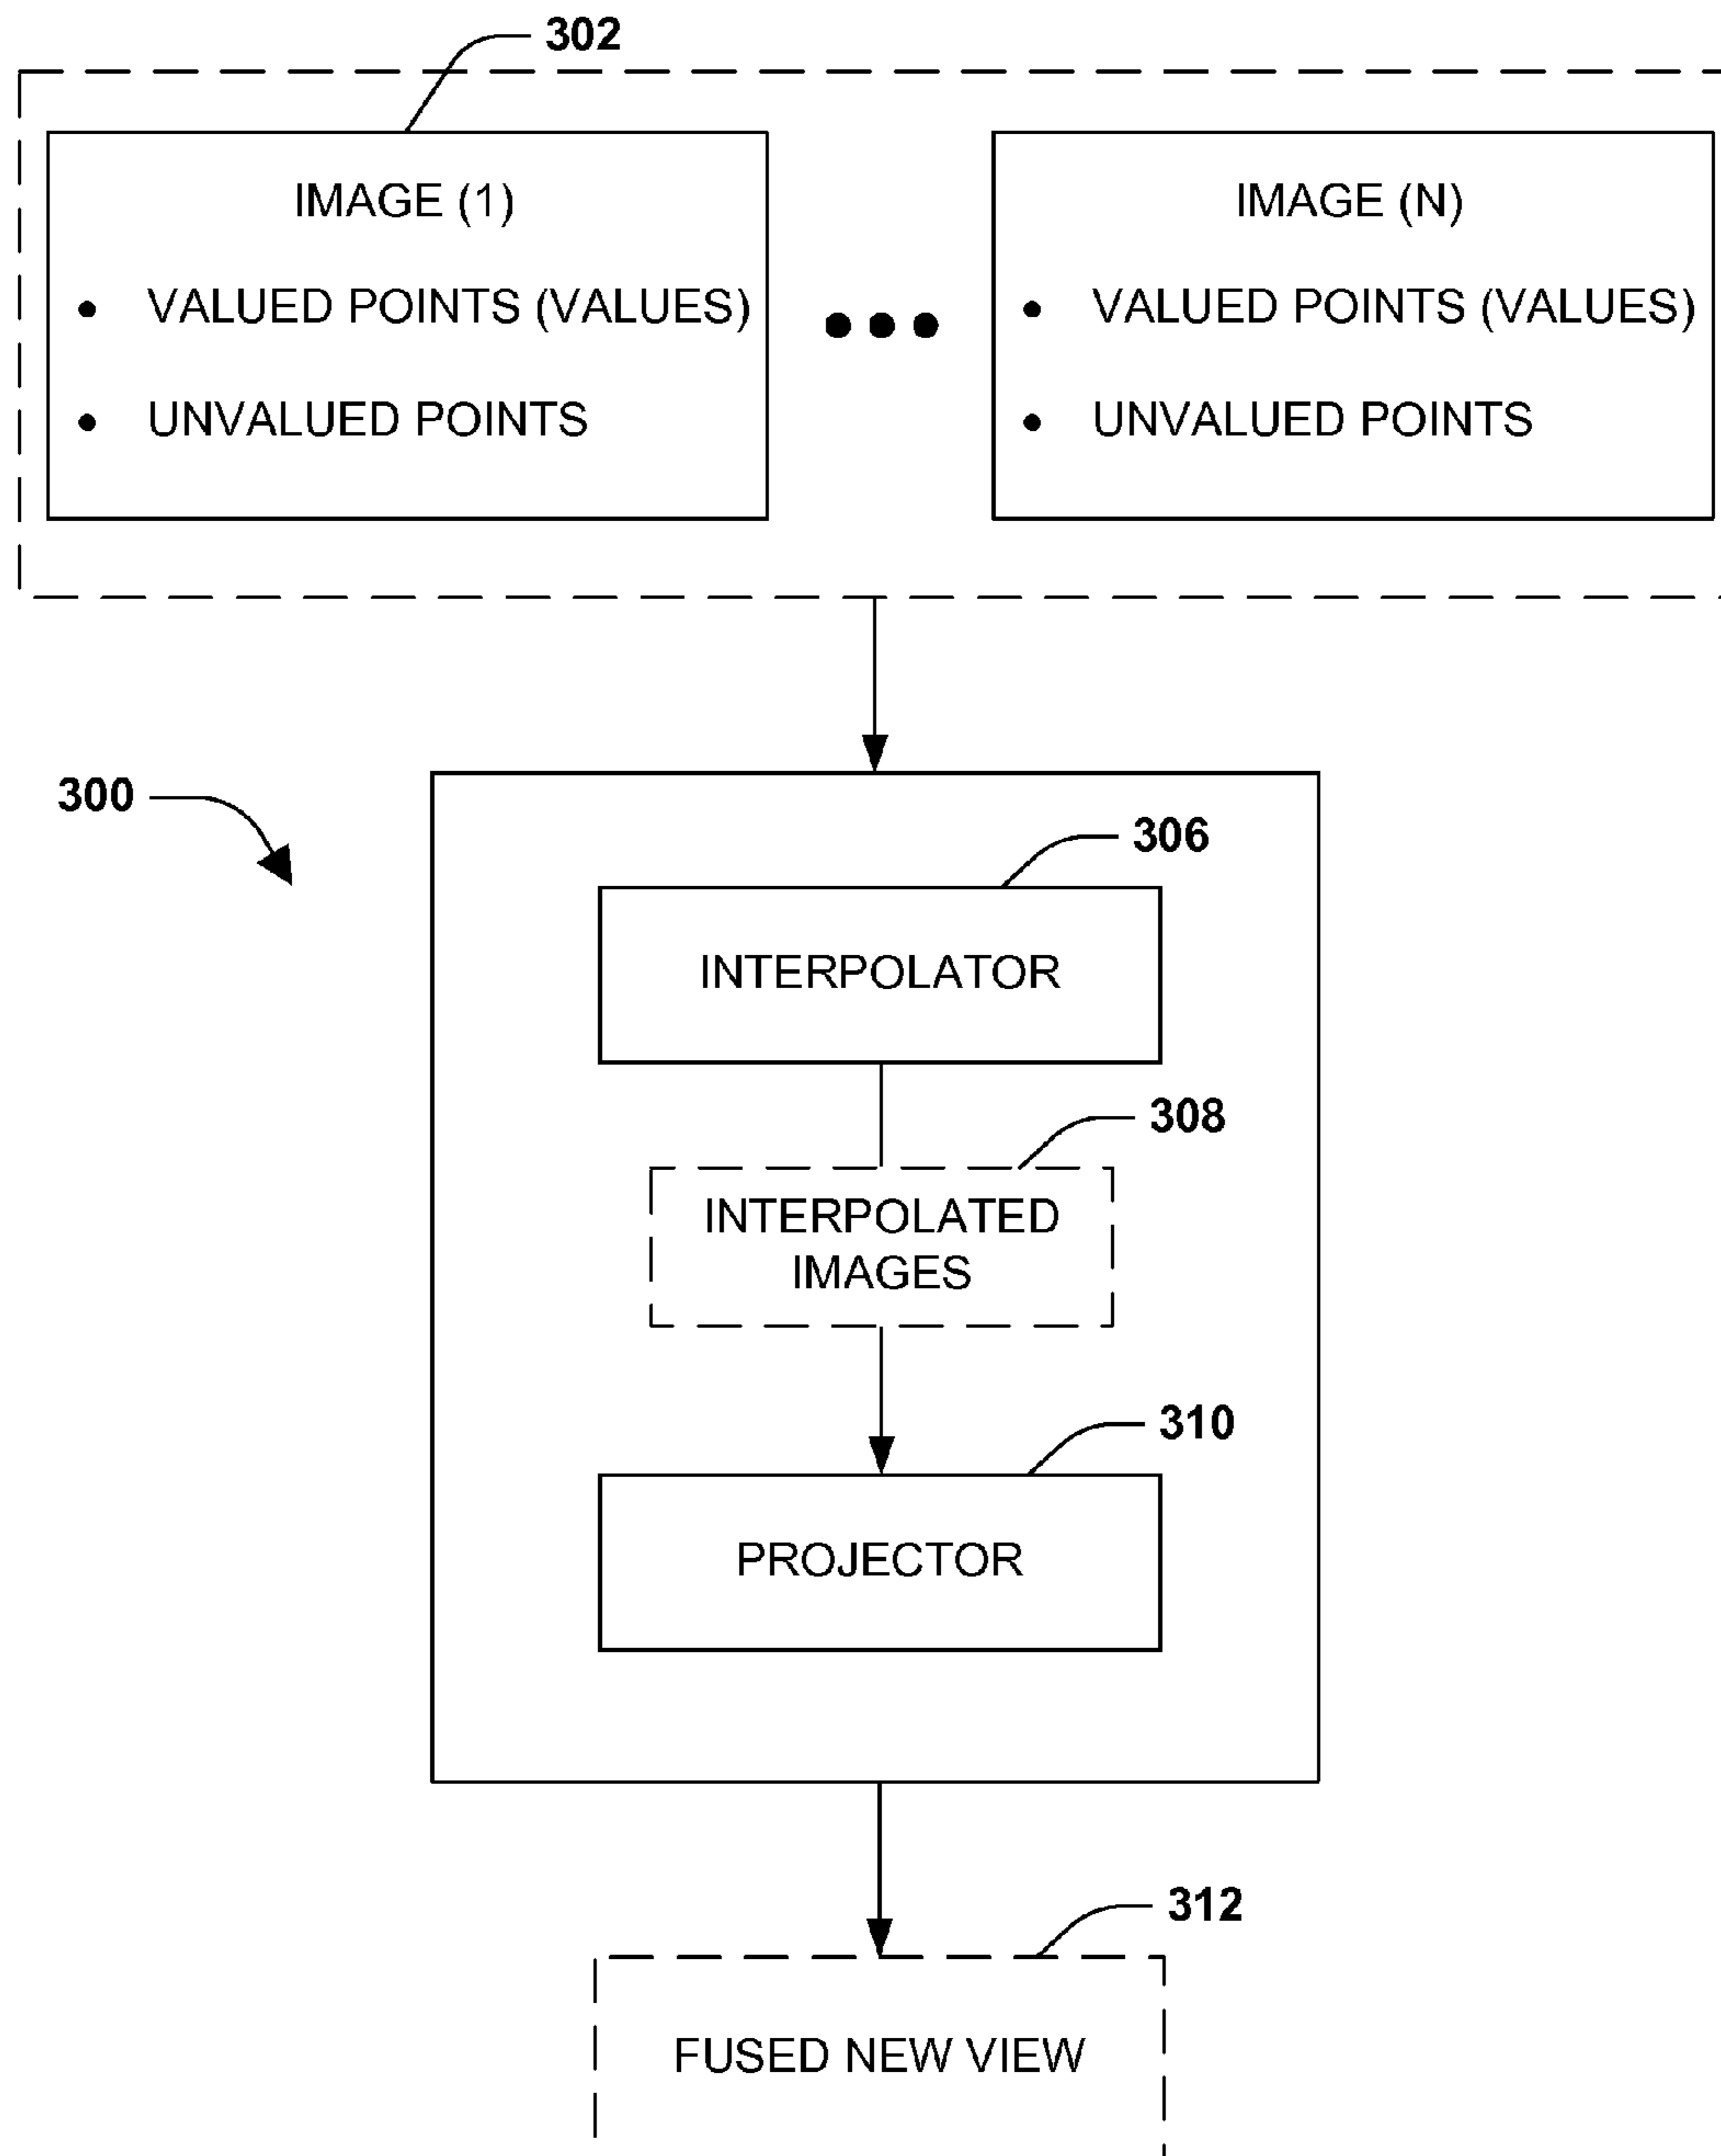 302
IMAGE (1)
• VALUED POINTS (VALUES)
• UNVALUED POINTS
IMAGE (N)
• VALUED POINTS (VALUES)
• UNVALUED POINTS
300
306
INTERPOLATOR
308
INTERPOLATED
IMAGES
310
PROJECTOR
312
FUSED NEW VIEW